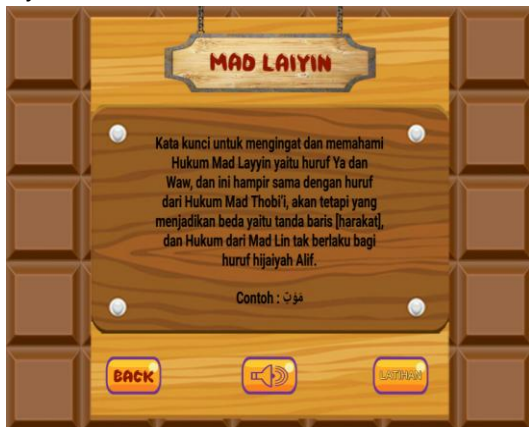 MAD LAIYIN
Kata kunci untuk mengingat dan memahami
Hukum Mad Layyin yaitu huruf Ya dan
Waw, dan ini hampir sama dengan huruf
dari Hukum Mad Thobi'i, akan tetapi yang
menjadikan beda yaitu tanda baris [harakat],
dan Hukum dari Mad Lin tak berlaku bagi
huruf hijaiyah Alif.
Contoh :
BACK
LATIHAN